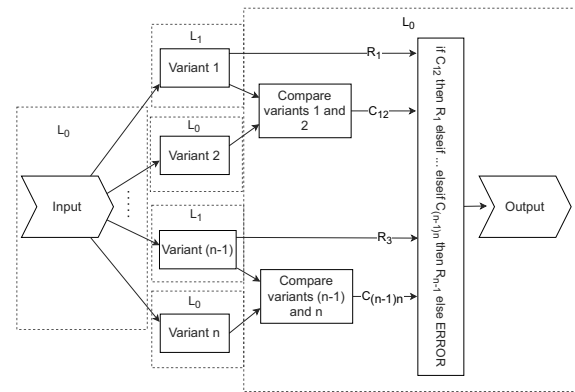 L0
L1
L0
Variant 1
R1
Compare
variants 1 and
2
C12
L0
Variant 2
Input
L1
Variant (n-1)
R3
Compare
variants (n-1)
and n
C(n-1)n
L0
Variant n
if C12 then R1 elseif ... elseif C(n-1)n then Rn-1 else ERROR
Output